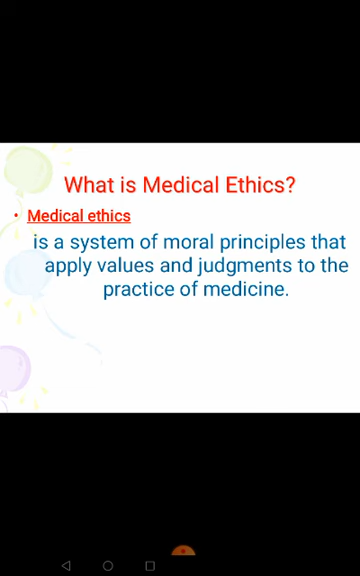 What is Medical Ethics?
• Medical ethics
is a system of moral principles that
apply values and judgments to the
practice of medicine.